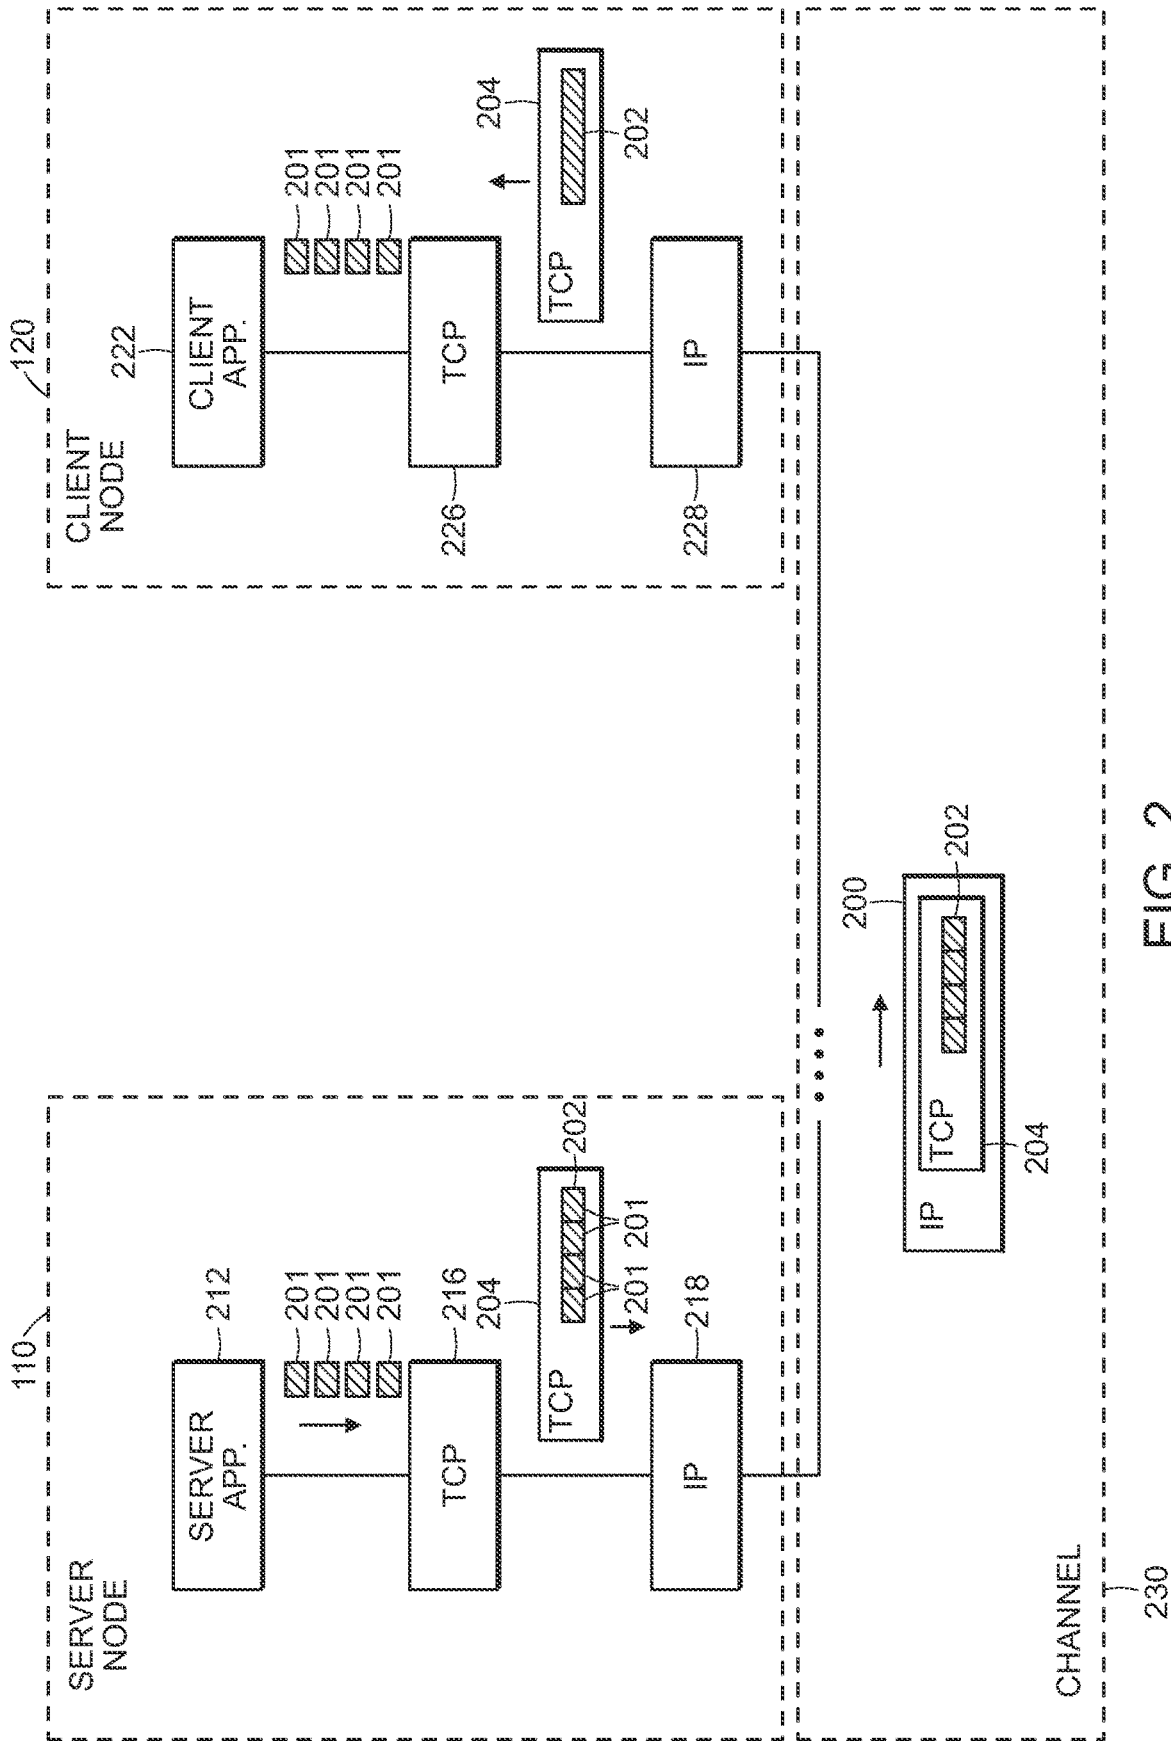 110
SERVER
NODE
SERVER
APP.
212
201
201
201
201
TCP
216
204
TCP
202
201
201
IP
218
120
CLIENT
NODE
222
CLIENT
APP.
201
201
201
201
TCP
226
204
TCP
202
IP
228
200
IP
TCP
202
204
CHANNEL
230
FIG. 2